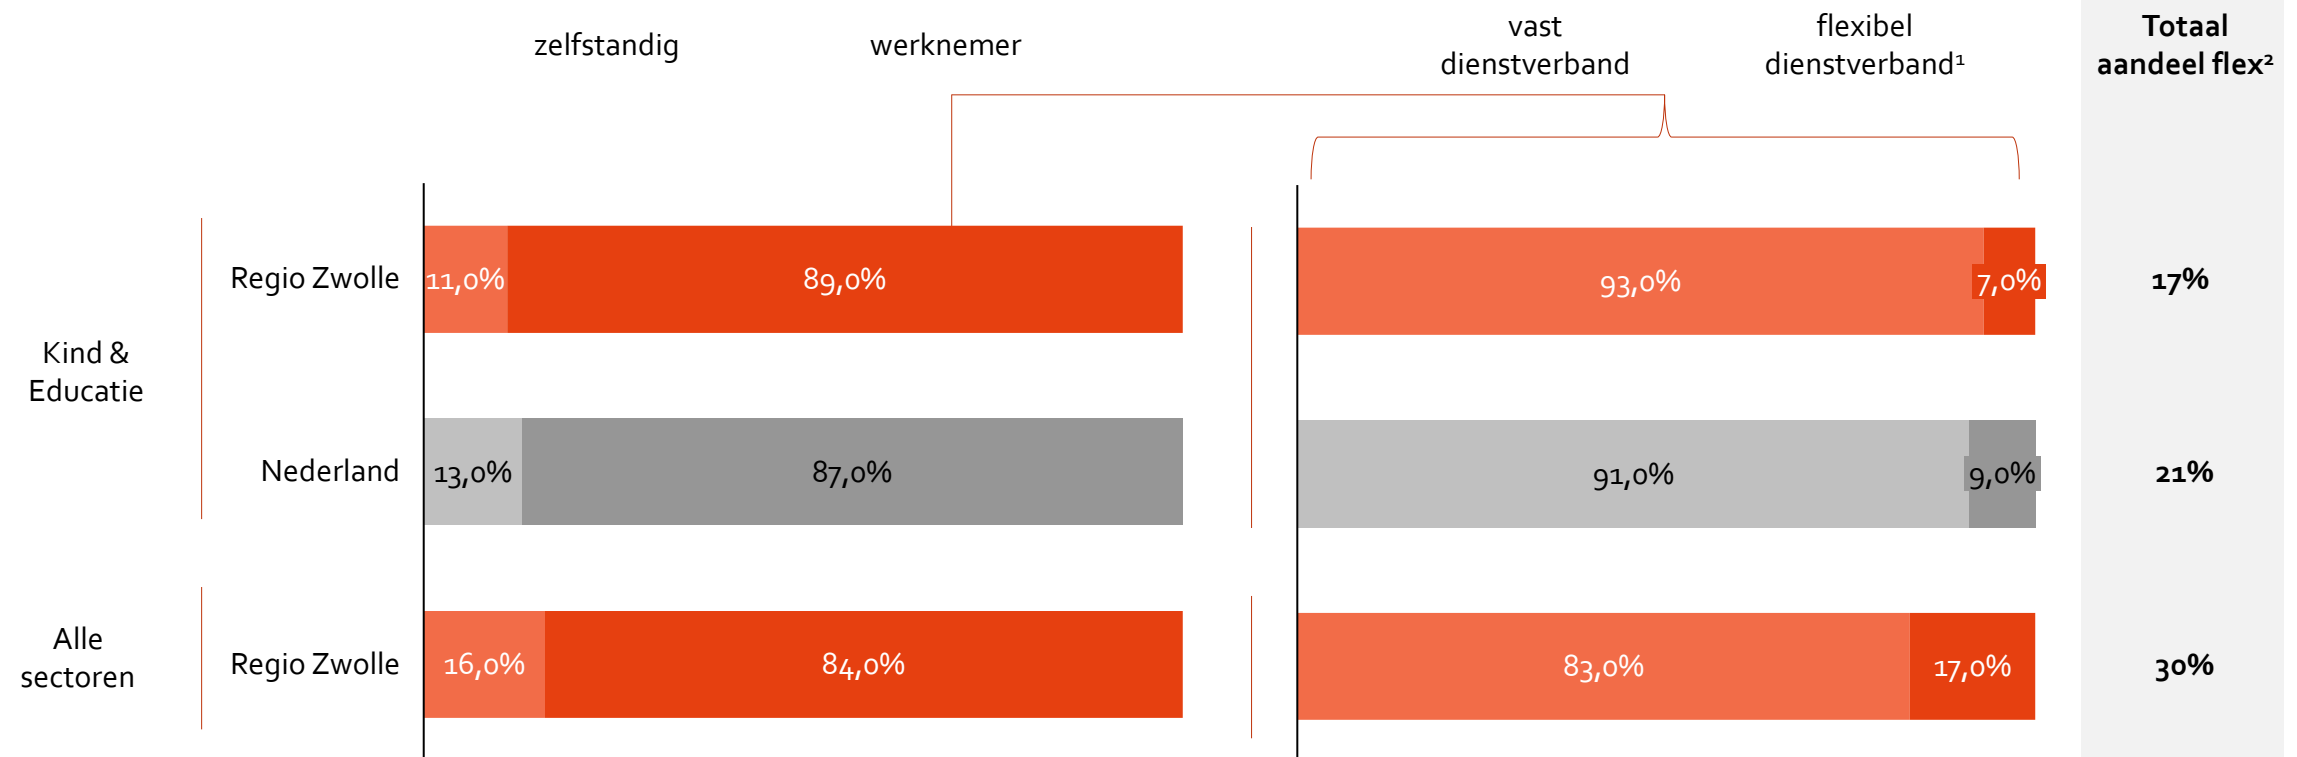 zelfstandig
werknemer
vast
dienstverband
flexibel
dienstverband¹
Totaal
aandeel flex²
Kind &
Educatie
Regio Zwolle
11,0%
89,0%
93,0%
7,0%
17%
Nederland
13,0%
87,0%
91,0%
9,0%
21%
Alle
sectoren
Regio Zwolle
16,0%
84,0%
83,0%
17,0%
30%